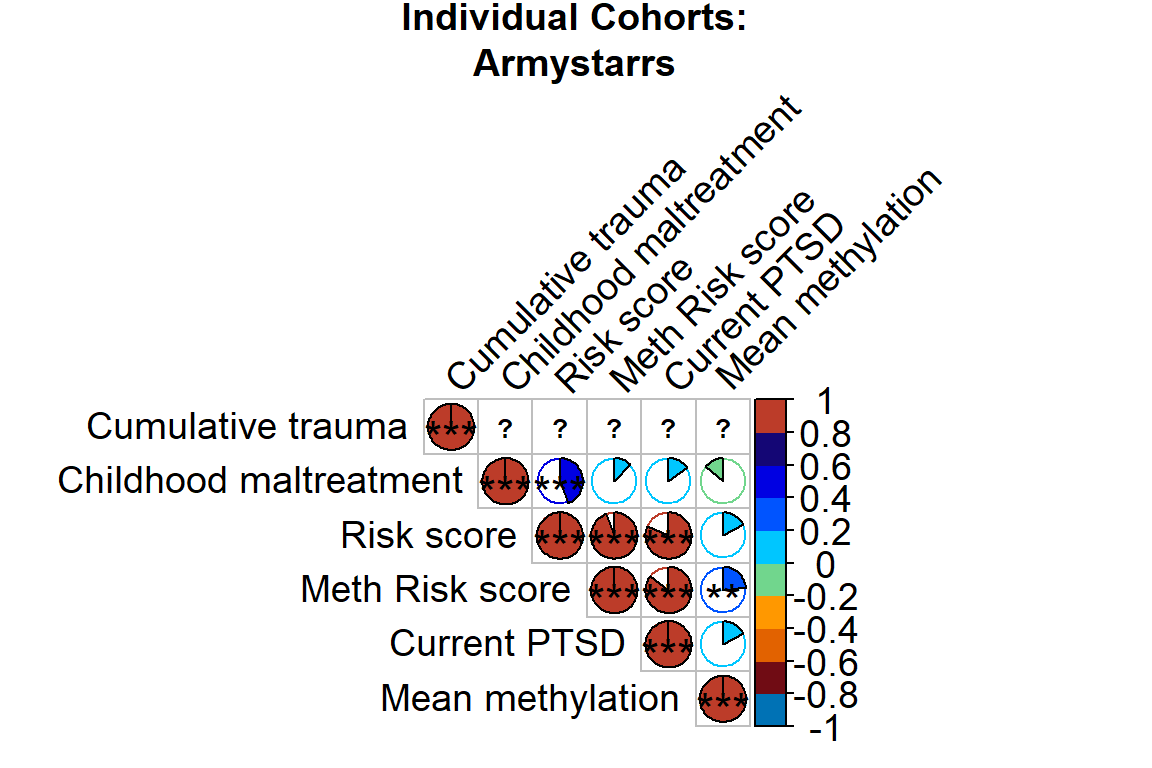 Individual Cohorts:
Armystarrs
Cumulative trauma
Childhood maltreatment
Risk score
Meth Risk score
Current PTSD
Mean methylation
Cumulative trauma *** ? ? ? ? ?
Childhood maltreatment *** ***
Risk score *** *** ***
Meth Risk score *** *** **
Current PTSD ***
Mean methylation ***
1
0.8
0.6
0.4
0.2
0
-0.2
-0.4
-0.6
-0.8
-1